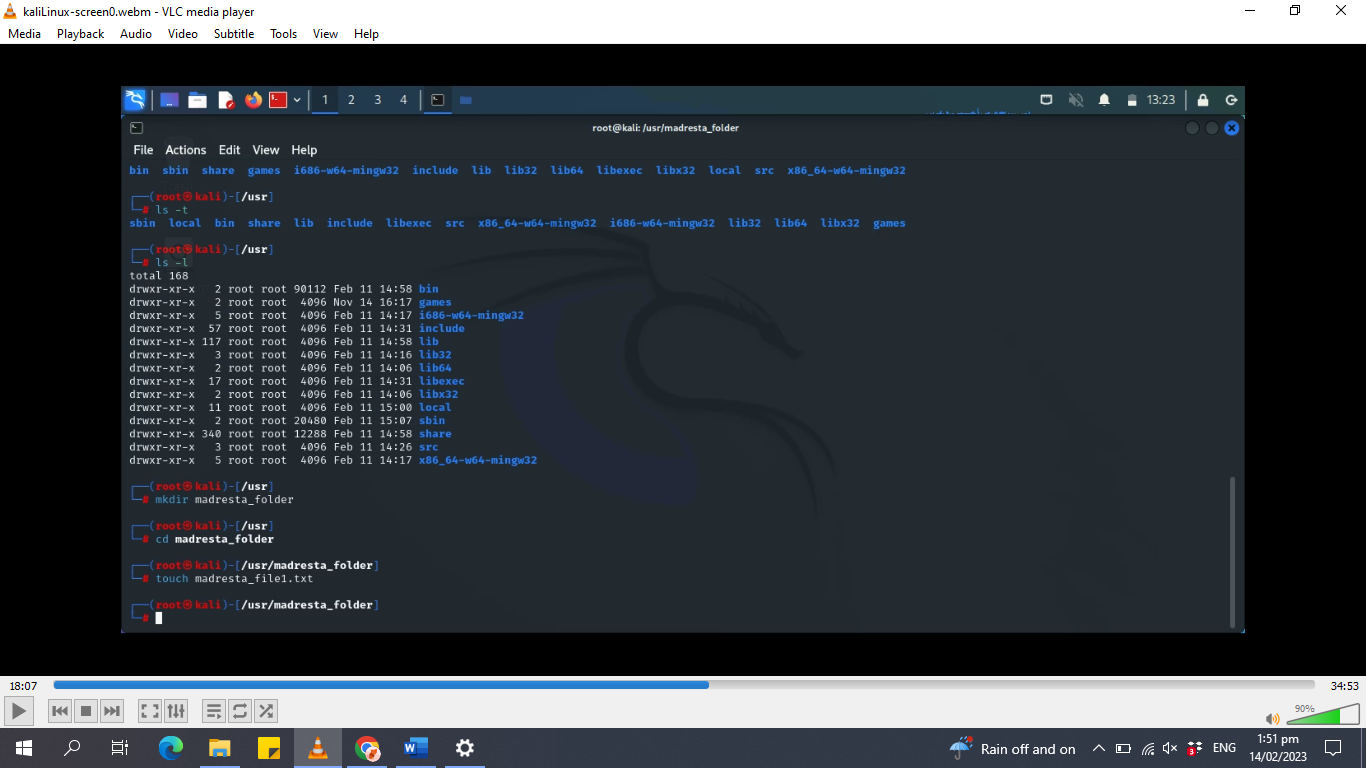 kaliLinux-screen0.webm - VLC media player
Media Playback Audio Video Subtitle Tools View Help
1 2 3 4 13:23
root@kali: /usr/madresta_folder
File Actions Edit View Help
bin sbin share games i686-w64-mingw32 include lib lib32 lib64 libexec libx32 local src x86_64-w64-mingw32
┌──(root㉿kali)-[/usr]
└─# ls -t
sbin local bin share lib include libexec src x86_64-w64-mingw32 i686-w64-mingw32 lib32 lib64 libx32 games
┌──(root㉿kali)-[/usr]
└─# ls -l
total 168
drwxr-xr-x 2 root root 90112 Feb 11 14:58 bin
drwxr-xr-x 2 root root 4096 Nov 14 16:17 games
drwxr-xr-x 5 root root 4096 Feb 11 14:17 i686-w64-mingw32
drwxr-xr-x 57 root root 4096 Feb 11 14:31 include
drwxr-xr-x 117 root root 4096 Feb 11 14:58 lib
drwxr-xr-x 3 root root 4096 Feb 11 14:16 lib32
drwxr-xr-x 2 root root 4096 Feb 11 14:06 lib64
drwxr-xr-x 17 root root 4096 Feb 11 14:31 libexec
drwxr-xr-x 2 root root 4096 Feb 11 14:06 libx32
drwxr-xr-x 11 root root 4096 Feb 11 15:00 local
drwxr-xr-x 2 root root 20480 Feb 11 15:07 sbin
drwxr-xr-x 340 root root 12288 Feb 11 14:58 share
drwxr-xr-x 3 root root 4096 Feb 11 14:26 src
drwxr-xr-x 5 root root 4096 Feb 11 14:17 x86_64-w64-mingw32
┌──(root㉿kali)-[/usr]
└─# mkdir madresta_folder
┌──(root㉿kali)-[/usr]
└─# cd madresta_folder
┌──(root㉿kali)-[/usr/madresta_folder]
└─# touch madresta_file1.txt
┌──(root㉿kali)-[/usr/madresta_folder]
└─#
18:07 34:53
90%
Rain off and on 3 ENG 1:51 pm
14/02/2023